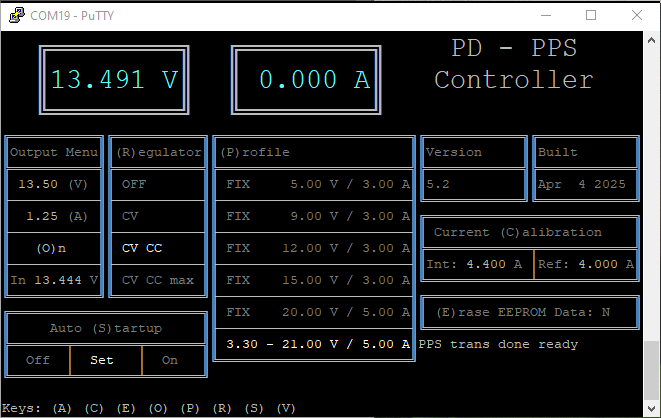 COM19 - PuTTY
13.491 V
0.000 A
PD - PPS
Controller
Output Menu
13.50 (V)
1.25 (A)
(O)n
In 13.444 V
(R)egulator
OFF
CV
CV CC
CV CC max
(P)rofile
FIX 5.00 V / 3.00 A
FIX 9.00 V / 3.00 A
FIX 12.00 V / 3.00 A
FIX 15.00 V / 3.00 A
FIX 20.00 V / 5.00 A
3.30 - 21.00 V / 5.00 A
PPS trans done ready
Version
5.2
Built
Apr 4 2025
Current (C)alibration
Int: 4.400 A
Ref: 4.000 A
(E)rase EEPROM Data: N
Auto (S)tartup
Off
Set
On
Keys: (A) (C) (E) (O) (P) (R) (S) (V)